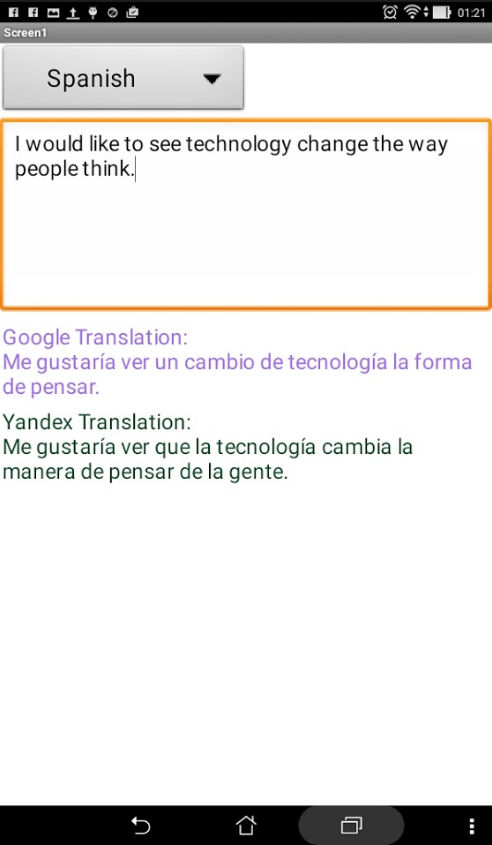 01:21
Screen1
Spanish
I would like to see technology change the way
people think.
Google Translation:
Me gustaría ver un cambio de tecnología la forma
de pensar.
Yandex Translation:
Me gustaría ver que la tecnología cambia la
manera de pensar de la gente.